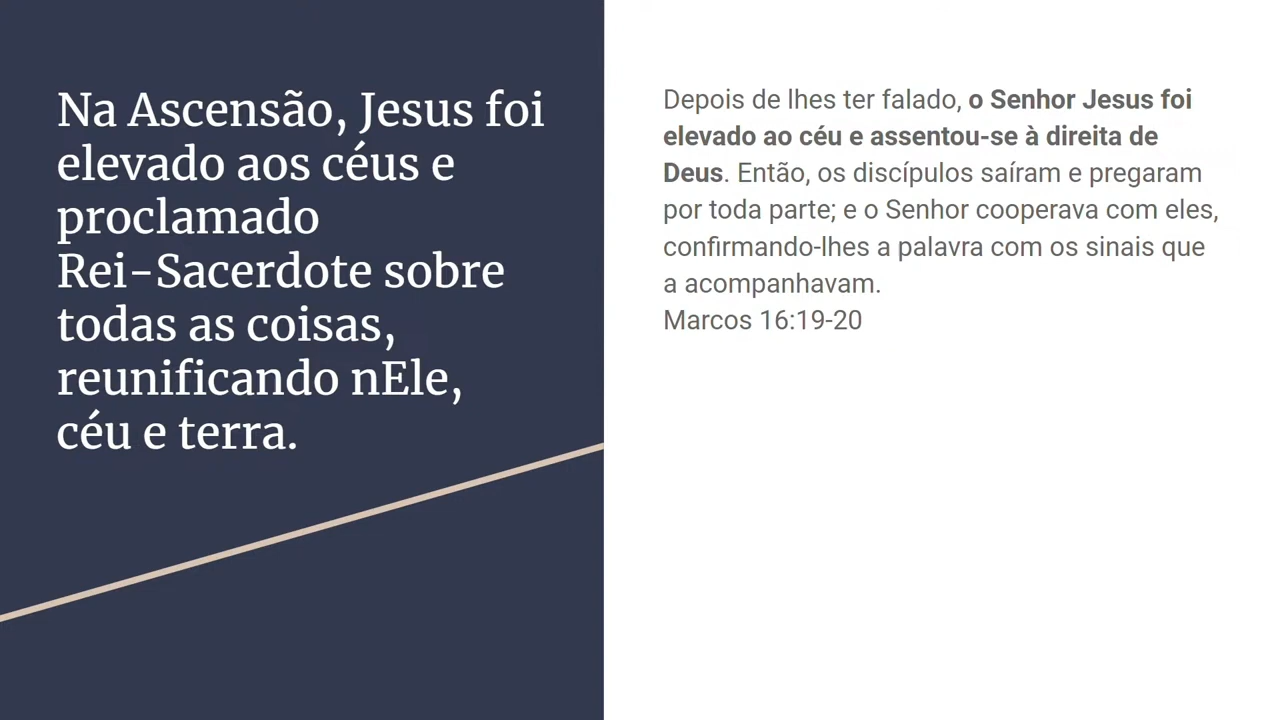 Na Ascensão, Jesus foi
elevado aos céus e
proclamado
Rei-Sacerdote sobre
todas as coisas,
reunificando nEle,
céu e terra.
Depois de lhes ter falado, o Senhor Jesus foi
elevado ao céu e assentou-se à direita de
Deus. Então, os discípulos saíram e pregaram
por toda parte; e o Senhor cooperava com eles,
confirmando-lhes a palavra com os sinais que
a acompanhavam.
Marcos 16:19-20